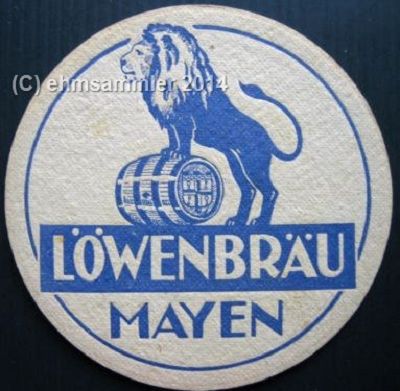 (C) ehmsammler 2014
LÖWENBRÄU
MAYEN